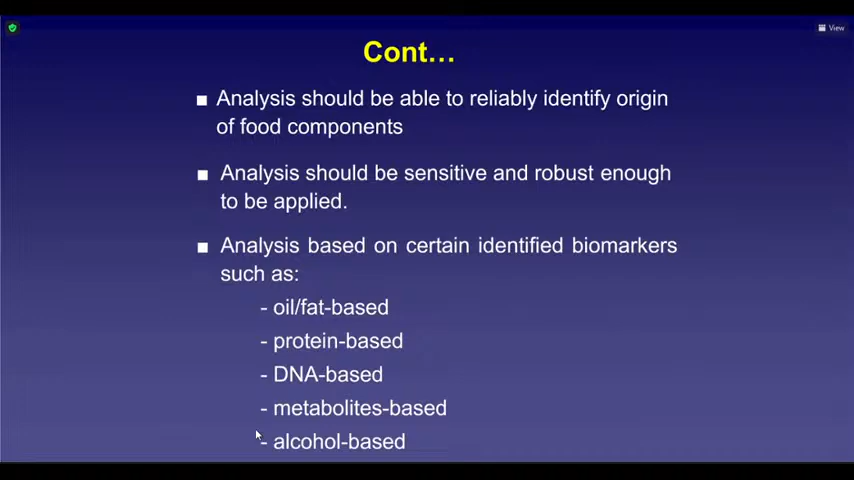 View
Cont…
■ Analysis should be able to reliably identify origin
of food components
■ Analysis should be sensitive and robust enough
to be applied.
■ Analysis based on certain identified biomarkers
such as:
- oil/fat-based
- protein-based
- DNA-based
- metabolites-based
- alcohol-based